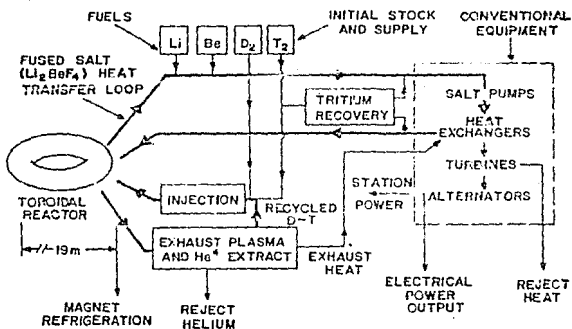 FUELS
INITIAL STOCK
AND SUPPLY
CONVENTIONAL
EQUIPMENT
Li
Be
D2
T2
FUSED SALT
(Li2BeF4) HEAT
TRANSFER LOOP
TRITIUM
RECOVERY
SALT PUMPS
HEAT
EXCHANGERS
TURBINES
ALTERNATORS
STATION
POWER
TOROIDAL
REACTOR
INJECTION
RECYCLED
D-T
19m
EXHAUST PLASMA
AND He4 EXTRACT
EXHAUST
HEAT
MAGNET
REFRIGERATION
REJECT
HELIUM
ELECTRICAL
POWER
OUTPUT
REJECT
HEAT